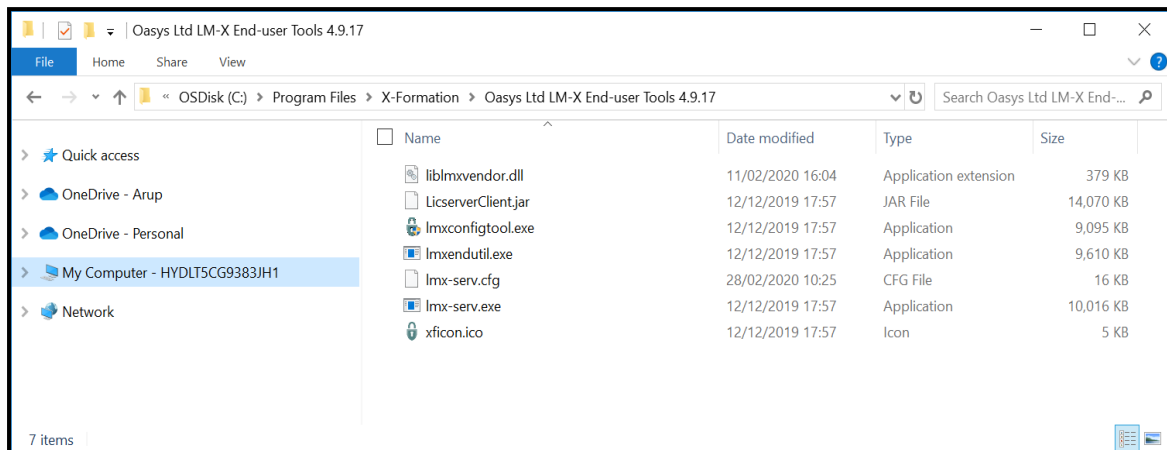 Oasys Ltd LM-X End-user Tools 4.9.17
File Home Share View
« OSDisk (C:) > Program Files > X-Formation > Oasys Ltd LM-X End-user Tools 4.9.17
Search Oasys Ltd LM-X End-...
Name Date modified Type Size
Quick access
OneDrive - Arup
OneDrive - Personal
My Computer - HYDLT5CG9383JH1
Network
liblmxvendor.dll 11/02/2020 16:04 Application extension 379 KB
LicserverClient.jar 12/12/2019 17:57 JAR File 14,070 KB
lmxconfigtool.exe 12/12/2019 17:57 Application 9,095 KB
lmxendutil.exe 12/12/2019 17:57 Application 9,610 KB
lmx-serv.cfg 28/02/2020 10:25 CFG File 16 KB
lmx-serv.exe 12/12/2019 17:57 Application 10,016 KB
xficon.ico 12/12/2019 17:57 Icon 5 KB
7 items